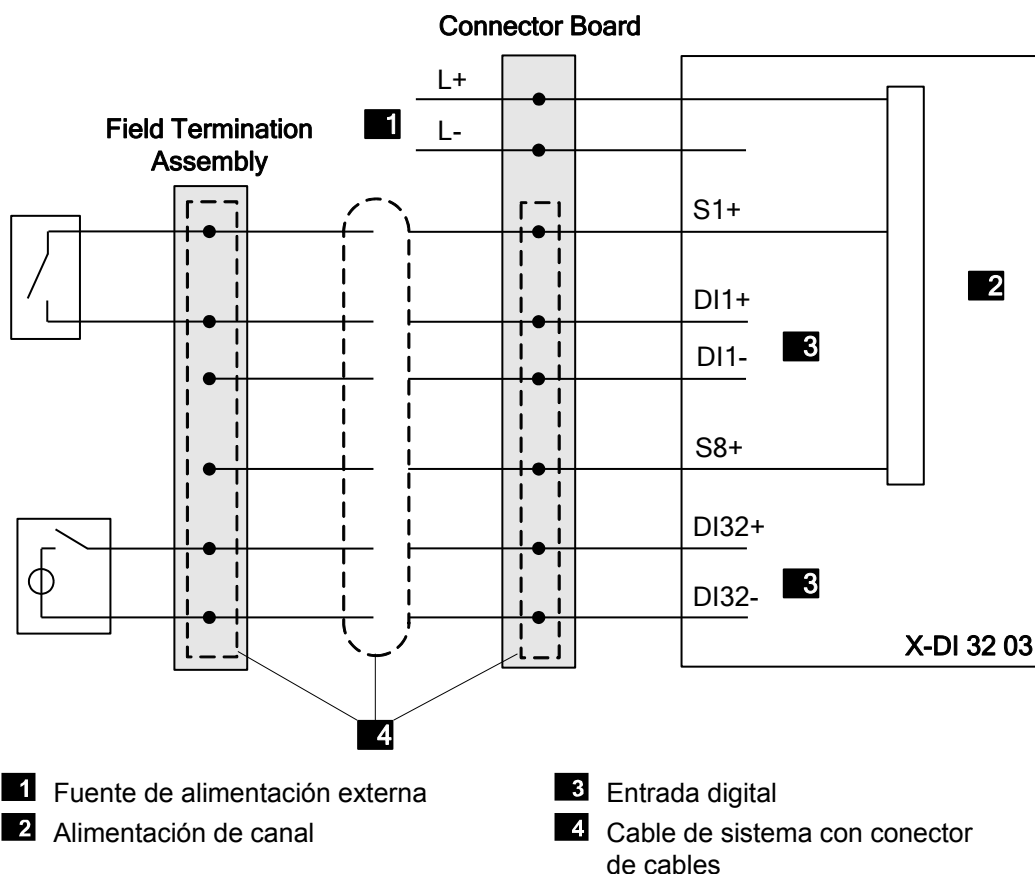 Connector Board
L+
1
L-
Field Termination
Assembly
S1+
2
DI1+
3
DI1-
S8+
DI32+
3
DI32-
X-DI 32 03
4
1 Fuente de alimentación externa
2 Alimentación de canal
3 Entrada digital
4 Cable de sistema con conector
de cables